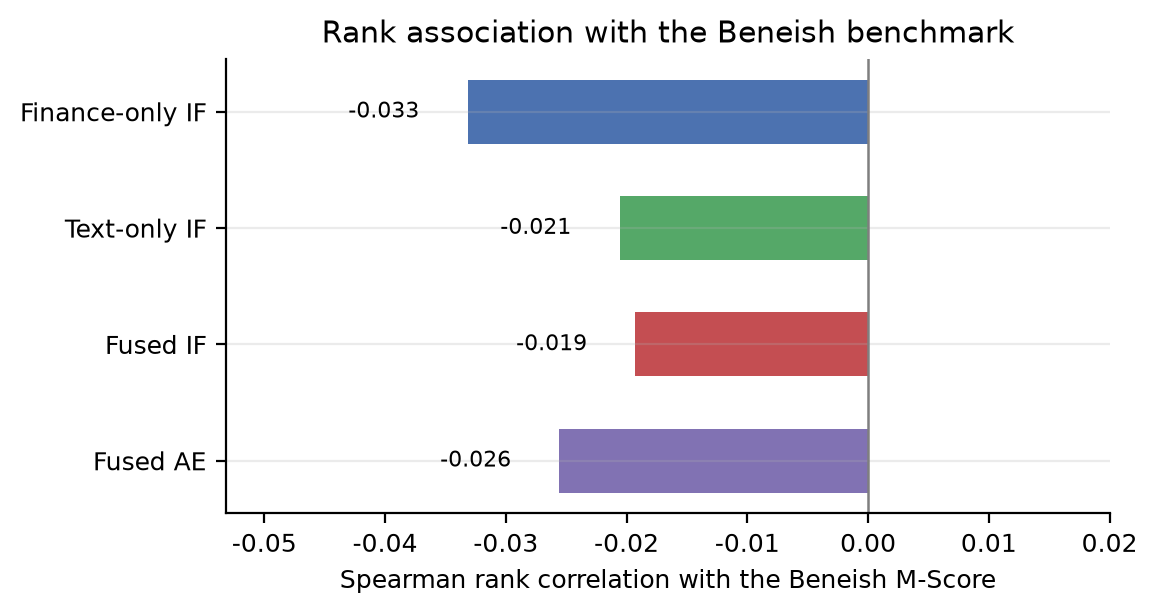 Rank association with the Beneish benchmark
Finance-only IF
-0.033
Text-only IF
-0.021
Fused IF
-0.019
Fused AE
-0.026
-0.05 -0.04 -0.03 -0.02 -0.01 0.00 0.01 0.02
Spearman rank correlation with the Beneish M-Score